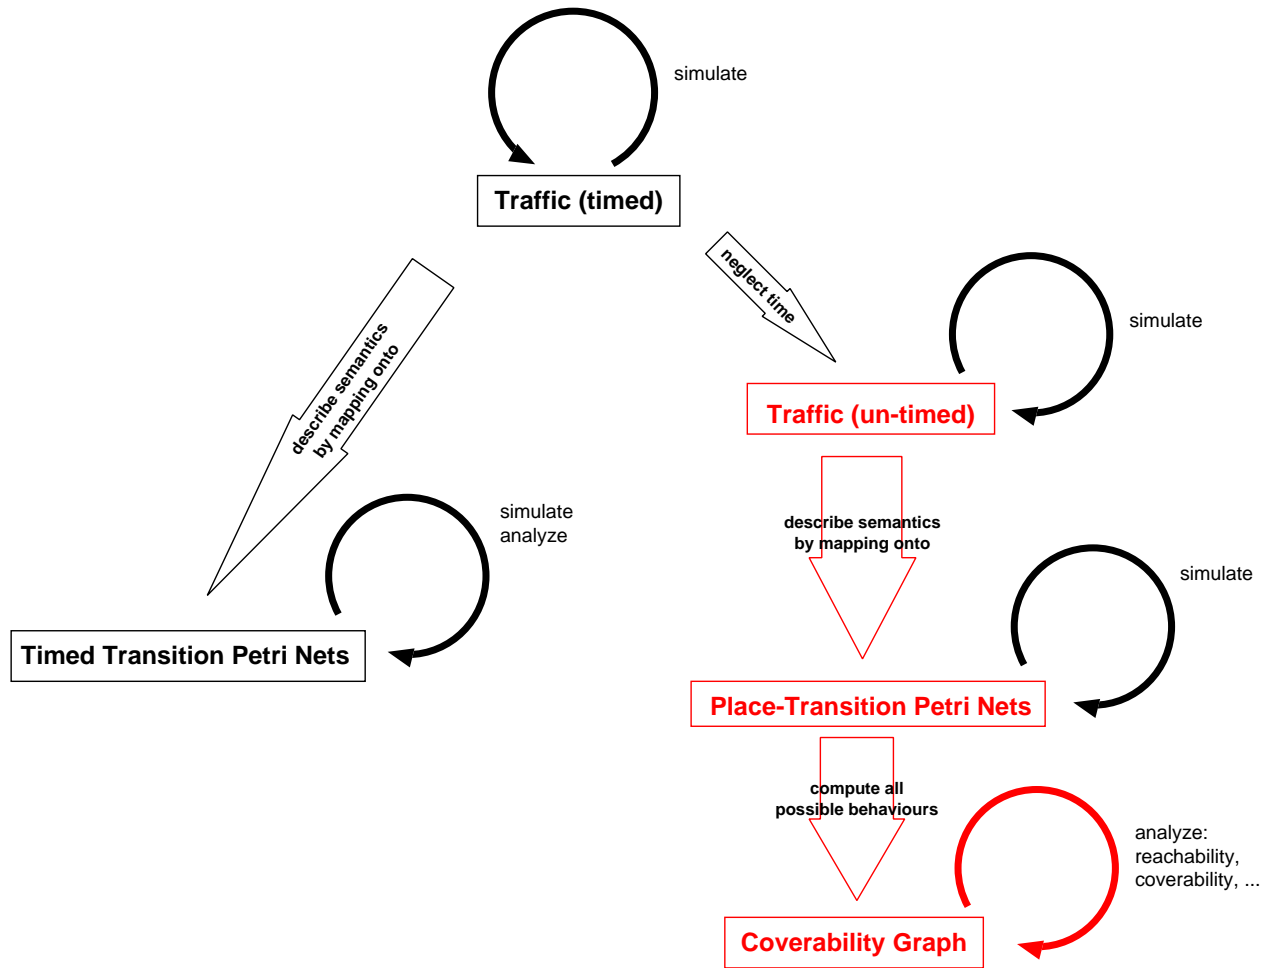 simulate
Traffic (timed)
neglect time
simulate
describe semantics
by mapping onto
Traffic (un-timed)
simulate
analyze
describe semantics
by mapping onto
simulate
Timed Transition Petri Nets
Place-Transition Petri Nets
compute all
possible behaviours
analyze:
reachability,
coverability, ...
Coverability Graph